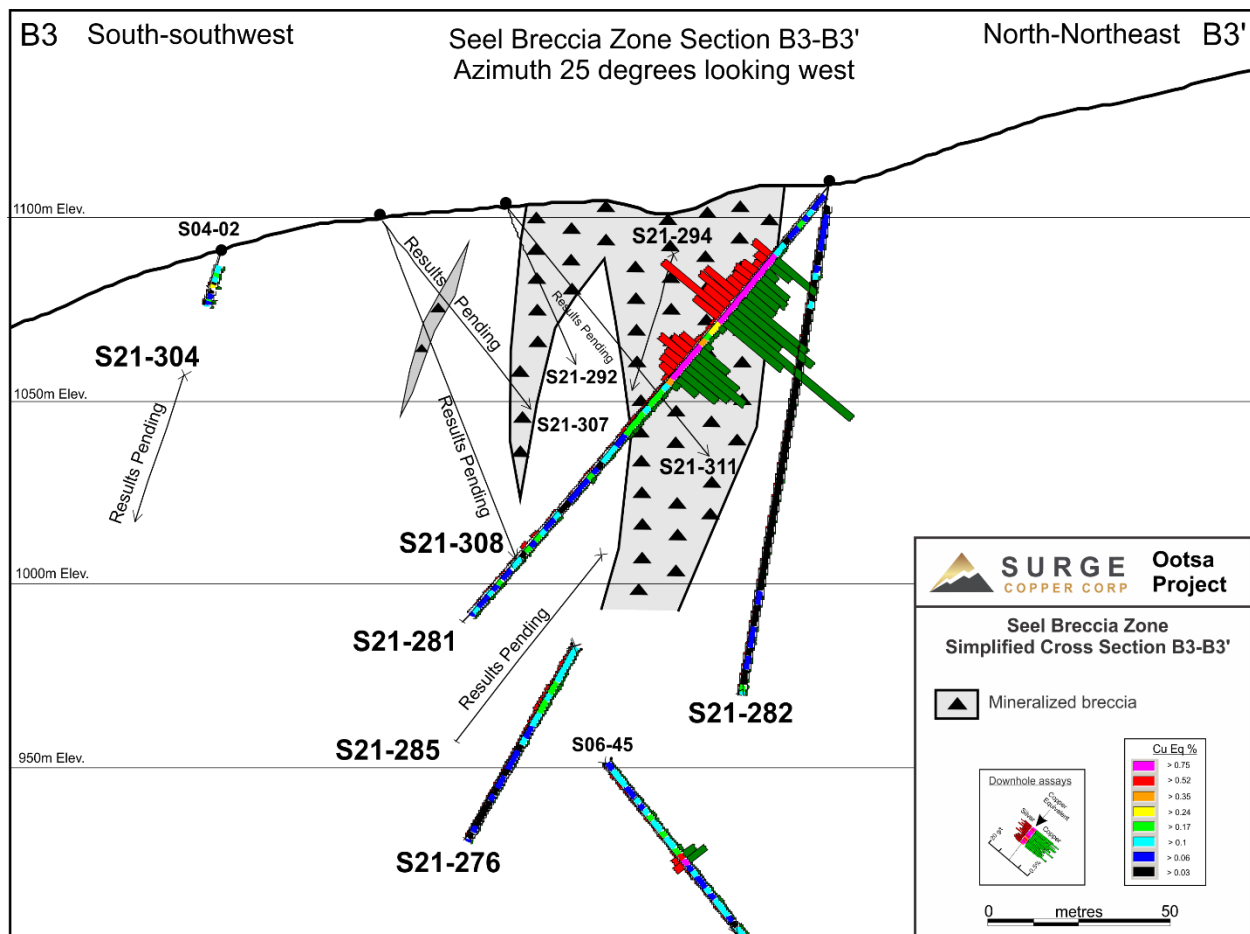 B3 South-southwest
Seel Breccia Zone Section B3-B3'
Azimuth 25 degrees looking west
North-Northeast B3'
1100m Elev.
S04-02
S21-294
Results Pending
Results Pending
S21-304
S21-292
1050m Elev.
S21-307
Results Pending
Results Pending
S21-311
S21-308
1000m Elev.
S21-281
Results Pending
S21-282
S21-285
S06-45
950m Elev.
S21-276
SURGE
COPPER CORP
Ootsa
Project
Seel Breccia Zone
Simplified Cross Section B3-B3'
Mineralized breccia
Downhole assays
Copper
Equivalent
Silver
Copper
20 g/t
0.5%
Cu Eq %
> 0.75
> 0.52
> 0.35
> 0.24
> 0.17
> 0.1
> 0.06
> 0.03
0 metres 50